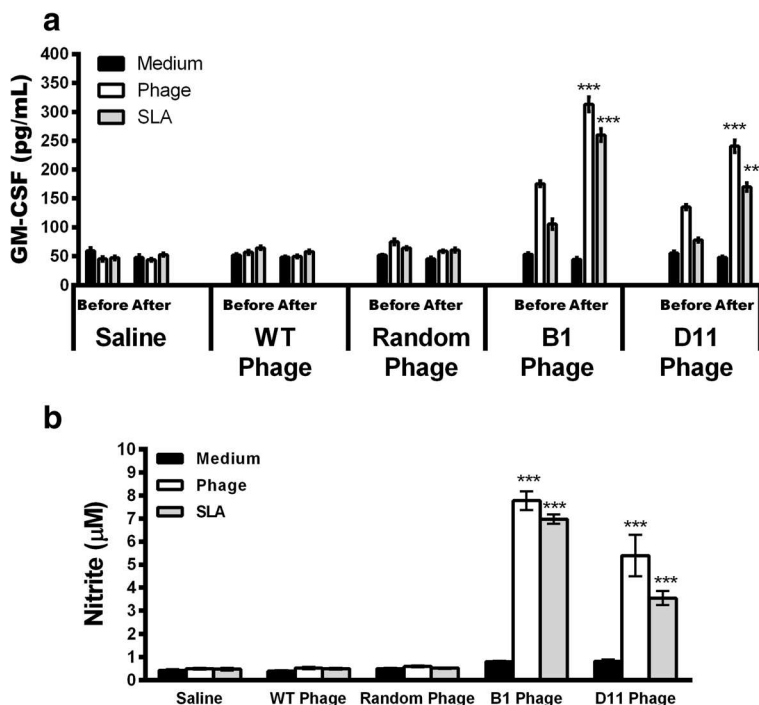 a
GM-CSF (pg/mL)
400
350
300
250
200
150
100
50
0
Medium
Phage
SLA
***
***
***
**
Before After Before After Before After Before After Before After
Saline WT Phage Random Phage B1 Phage D11 Phage
b
Nitrite (μM)
10
9
8
7
6
5
4
3
2
1
0
Medium
Phage
SLA
***
***
***
***
Saline WT Phage Random Phage B1 Phage D11 Phage